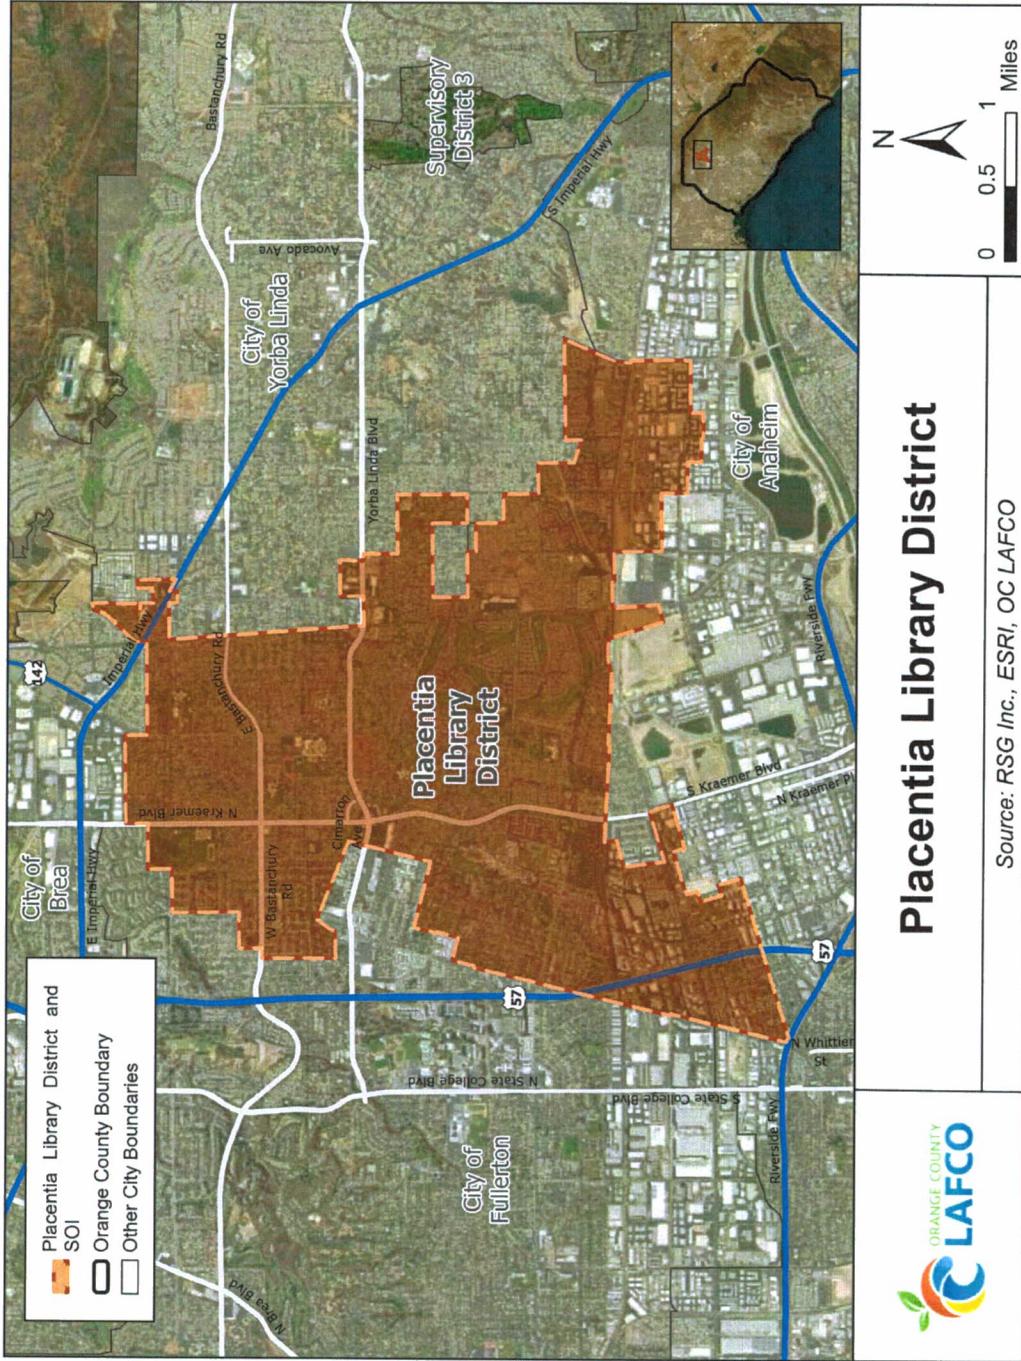 Placentia Library District and
SOI
Orange County Boundary
Other City Boundaries
City of
Brea
E Imperial Hwy
Imperial Hwy
142
Bastanchury Rd
E Bastanchury Rd
W Bastanchury
Rd
N Kraemer Blvd
Cimarron
Ave
City of
Yorba Linda
Avocado Ave
Yorba Linda Blvd
Supervisory
District 3
S Imperial Hwy
Placentia
Library
District
57
N Brea Blvd
N State College Blvd
City of
Fullerton
S State College Blvd
Riverside Fwy
N Whittier
St
57
S Kraemer Blvd
N Kraemer Pl
Riverside Fwy
City of
Anaheim
ORANGE COUNTY
LAFCO
Placentia Library District
Source: RSG Inc., ESRI, OC LAFCO
N
0 0.5 1
Miles